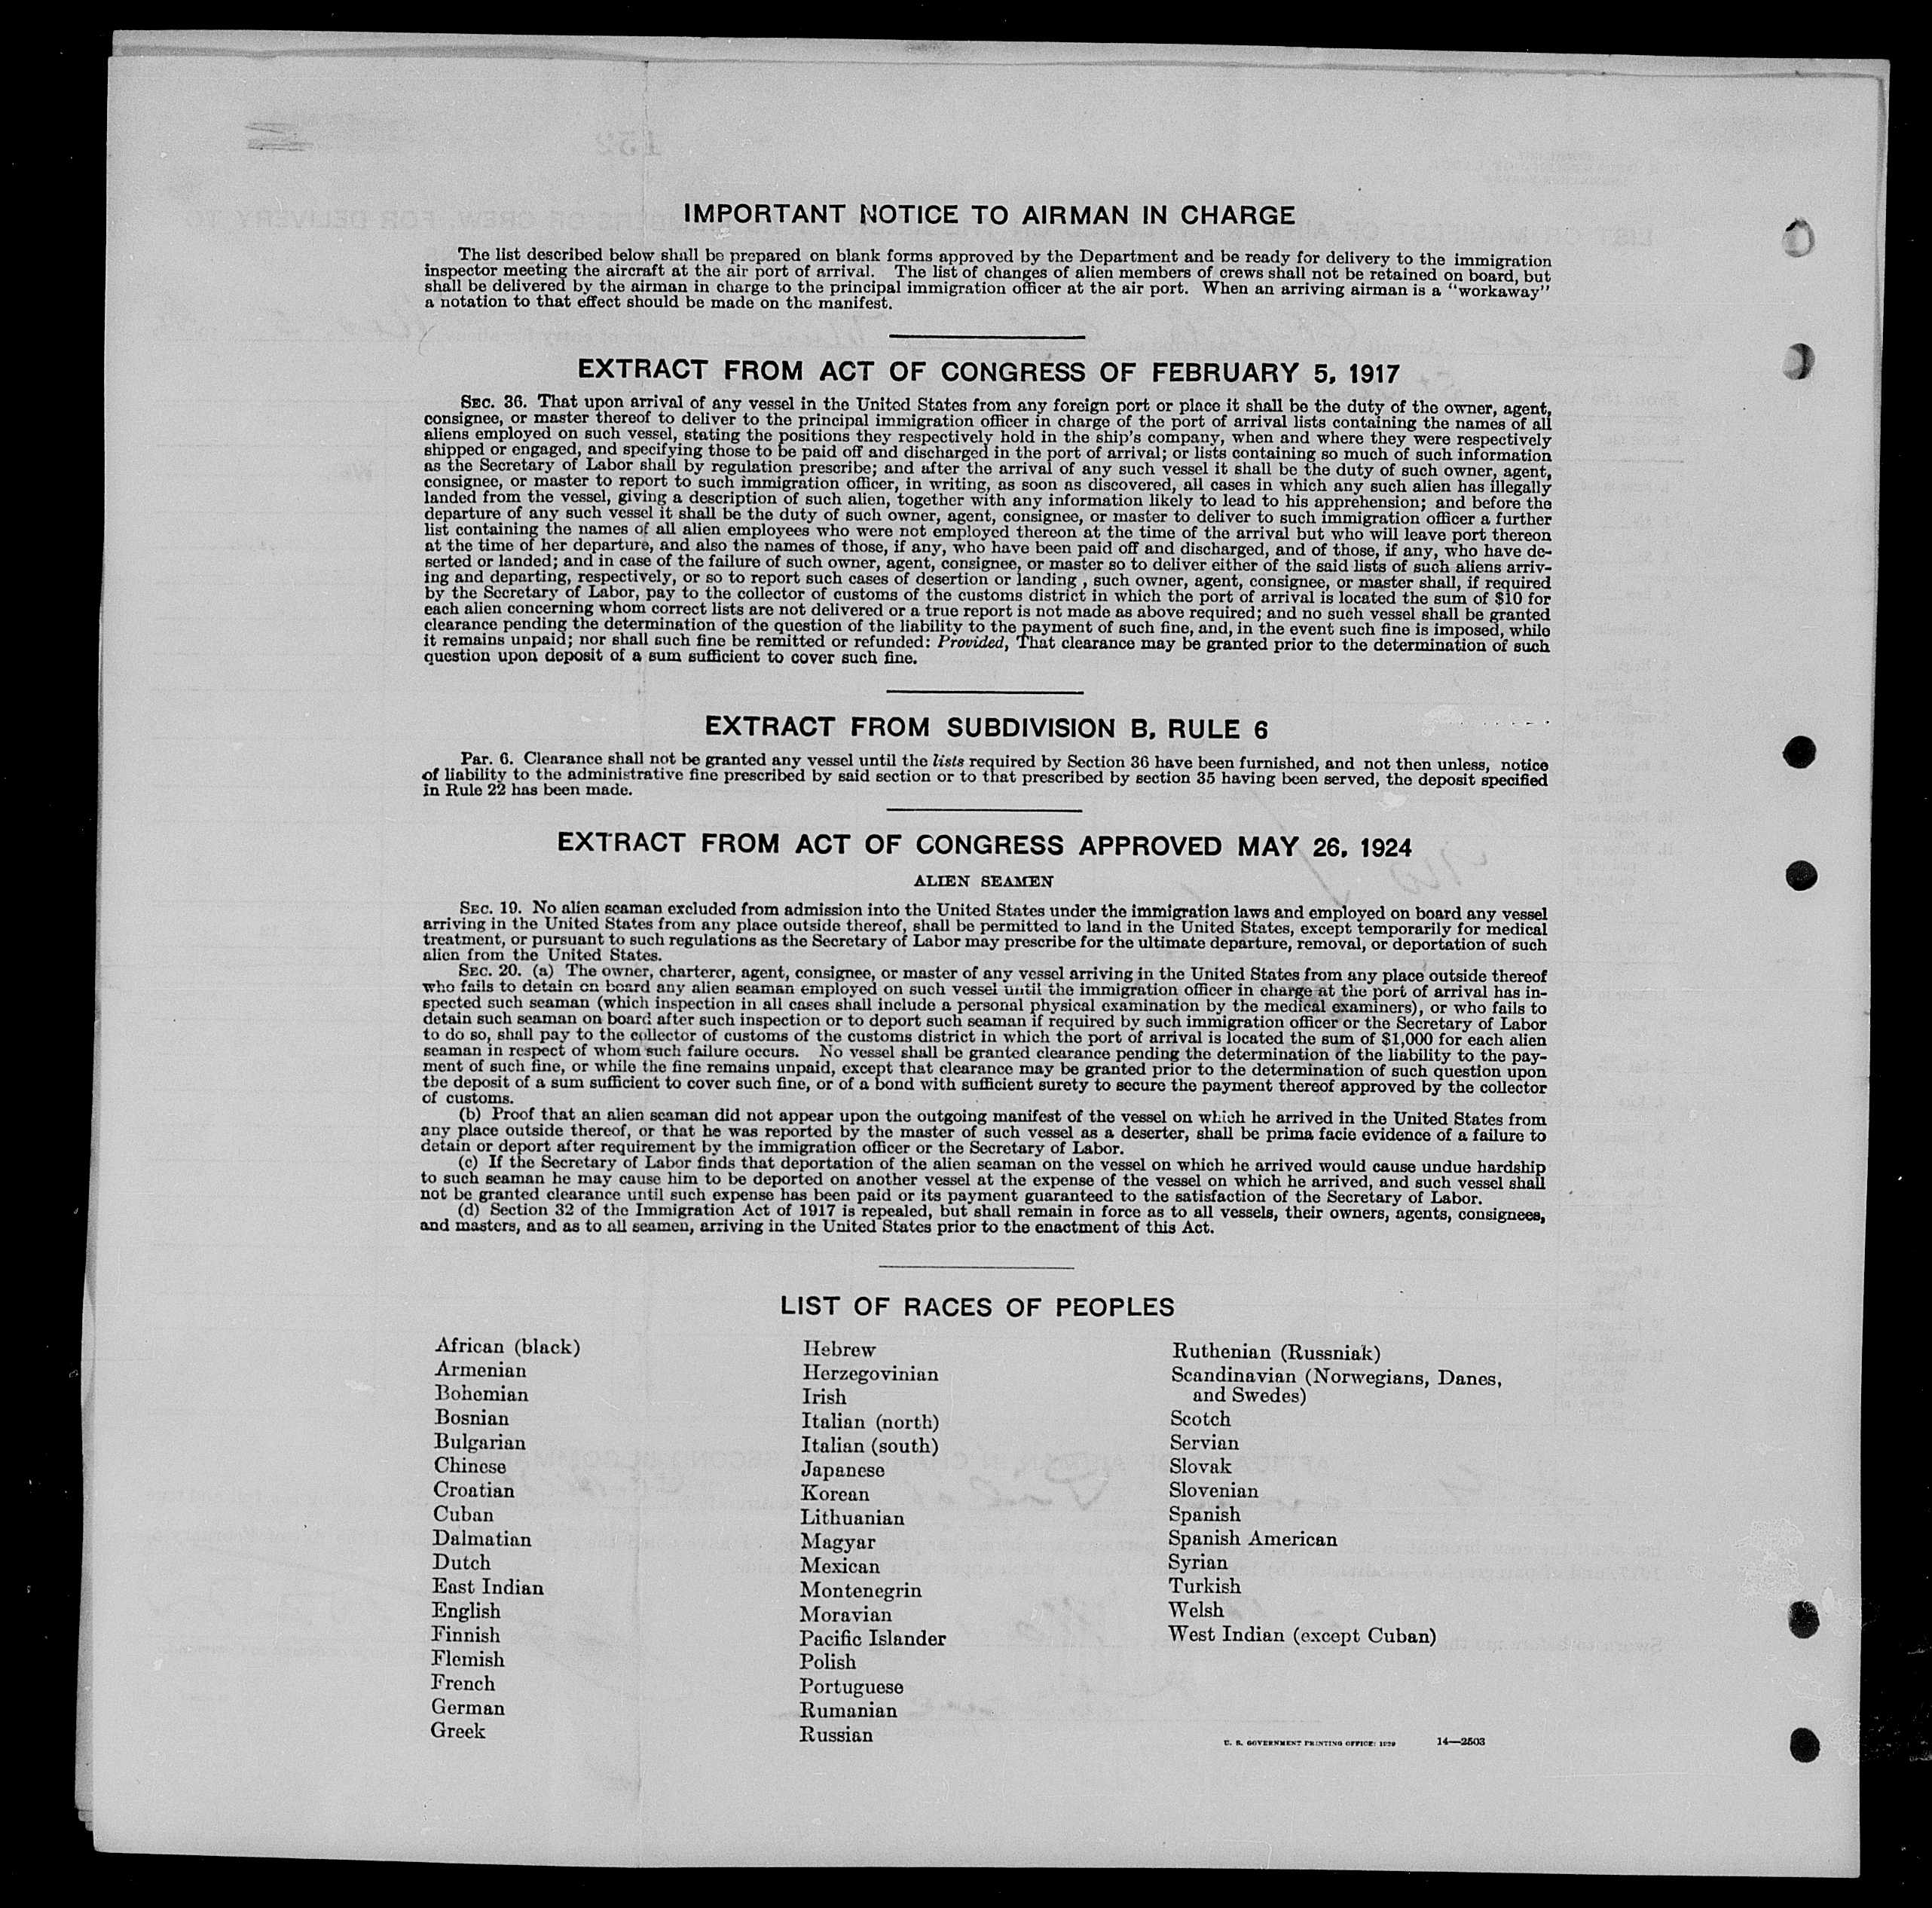 IMPORTANT NOTICE TO AIRMAN IN CHARGE
The list described below shall be prepared on blank forms approved by the Department and be ready for delivery to the immigration
inspector meeting the aircraft at the air port of arrival. The list of changes of alien members of crews shall not be retained on board, but
shall be delivered by the airman in charge to the principal immigration officer at the air port. When an arriving airman is a "workaway"
a notation to that effect should be made on the manifest.
EXTRACT FROM ACT OF CONGRESS OF FEBRUARY 5, 1917
SEC. 36. That upon arrival of any vessel in the United States from any foreign port or place it shall be the duty of the owner, agent,
consignee, or master thereof to deliver to the principal immigration officer in charge of the port of arrival lists containing the names of all
aliens employed on such vessel, stating the positions they respectively hold in the ship's company, when and where they were respectively
shipped or engaged, and specifying those to be paid off and discharged in the port of arrival; or lists containing so much of such information
as the Secretary of Labor shall by regulation prescribe; and after the arrival of any such vessel it shall be the duty of such owner, agent,
consignee, or master to report to such immigration officer, in writing, as soon as discovered, all cases in which any such alien has illegally
landed from the vessel, giving a description of such alien, together with any information likely to lead to his apprehension; and before the
departure of any such vessel it shall be the duty of such owner, agent, consignee, or master to deliver to such immigration officer a further
list containing the names of all alien employees who were not employed thereon at the time of the arrival but who will leave port thereon
at the time of her departure, and also the names of those, if any, who have been paid off and discharged, and of those, if any, who have de-
serted or landed; and in case of the failure of such owner, agent, consignee, or master so to deliver either of the said lists of such aliens arriv-
ing and departing, respectively, or so to report such cases of desertion or landing , such owner, agent, consignee, or master shall, if required
by the Secretary of Labor, pay to the collector of customs of the customs district in which the port of arrival is located the sum of $10 for
each alien concerning whom correct lists are not delivered or a true report is not made as above required; and no such vessel shall be granted
clearance pending the determination of the question of the liability to the payment of such fine, and, in the event such fine is imposed, while
it remains unpaid; nor shall such fine be remitted or refunded: Provided, That clearance may be granted prior to the determination of such
question upon deposit of a sum sufficient to cover such fine.
EXTRACT FROM SUBDIVISION B, RULE 6
Par. 6. Clearance shall not be granted any vessel until the lists required by Section 36 have been furnished, and not then unless, notice
of liability to the administrative fine prescribed by said section or to that prescribed by section 35 having been served, the deposit specified
in Rule 22 has been made.
EXTRACT FROM ACT OF CONGRESS APPROVED MAY 26, 1924
ALIEN SEAMEN
SEC. 19. No alien seaman excluded from admission into the United States under the immigration laws and employed on board any vessel
arriving in the United States from any place outside thereof, shall be permitted to land in the United States, except temporarily for medical
treatment, or pursuant to such regulations as the Secretary of Labor may prescribe for the ultimate departure, removal, or deportation of such
alien from the United States.
SEC. 20. (a) The owner, charterer, agent, consignee, or master of any vessel arriving in the United States from any place outside thereof
who fails to detain on board any alien seaman employed on such vessel until the immigration officer in charge at the port of arrival has in-
spected such seaman (which inspection in all cases shall include a personal physical examination by the medical examiners), or who fails to
detain such seaman on board after such inspection or to deport such seaman if required by such immigration officer or the Secretary of Labor
to do so, shall pay to the collector of customs of the customs district in which the port of arrival is located the sum of $1,000 for each alien
seaman in respect of whom such failure occurs. No vessel shall be granted clearance pending the determination of the liability to the pay-
ment of such fine, or while the fine remains unpaid, except that clearance may be granted prior to the determination of such question upon
the deposit of a sum sufficient to cover such fine, or of a bond with sufficient surety to secure the payment thereof approved by the collector
of customs.
(b) Proof that an alien seaman did not appear upon the outgoing manifest of the vessel on which he arrived in the United States from
any place outside thereof, or that he was reported by the master of such vessel as a deserter, shall be prima facie evidence of a failure to
detain or deport after requirement by the immigration officer or the Secretary of Labor.
(c) If the Secretary of Labor finds that deportation of the alien seaman on the vessel on which he arrived would cause undue hardship
to such seaman he may cause him to be deported on another vessel at the expense of the vessel on which he arrived, and such vessel shall
not be granted clearance until such expense has been paid or its payment guaranteed to the satisfaction of the Secretary of Labor.
(d) Section 32 of the Immigration Act of 1917 is repealed, but shall remain in force as to all vessels, their owners, agents, consignees,
and masters, and as to all seamen, arriving in the United States prior to the enactment of this Act.
LIST OF RACES OF PEOPLES
African (black)
Armenian
Bohemian
Bosnian
Bulgarian
Chinese
Croatian
Cuban
Dalmatian
Dutch
East Indian
English
Finnish
Flemish
French
German
Greek
Hebrew
Herzegovinian
Irish
Italian (north)
Italian (south)
Japanese
Korean
Lithuanian
Magyar
Mexican
Montenegrin
Moravian
Pacific Islander
Polish
Portuguese
Rumanian
Russian
Ruthenian (Russniak)
Scandinavian (Norwegians, Danes,
and Swedes)
Scotch
Servian
Slovak
Slovenian
Spanish
Spanish American
Syrian
Turkish
Welsh
West Indian (except Cuban)
U. S. GOVERNMENT PRINTING OFFICE: 1929 14—2503